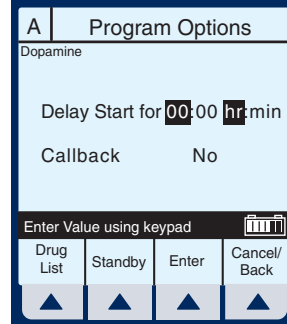 A Program Options
Dopamine
Delay Start for 00:00 hr:min
Callback No
Enter Value using keypad
Drug List Standby Enter Cancel/ Back